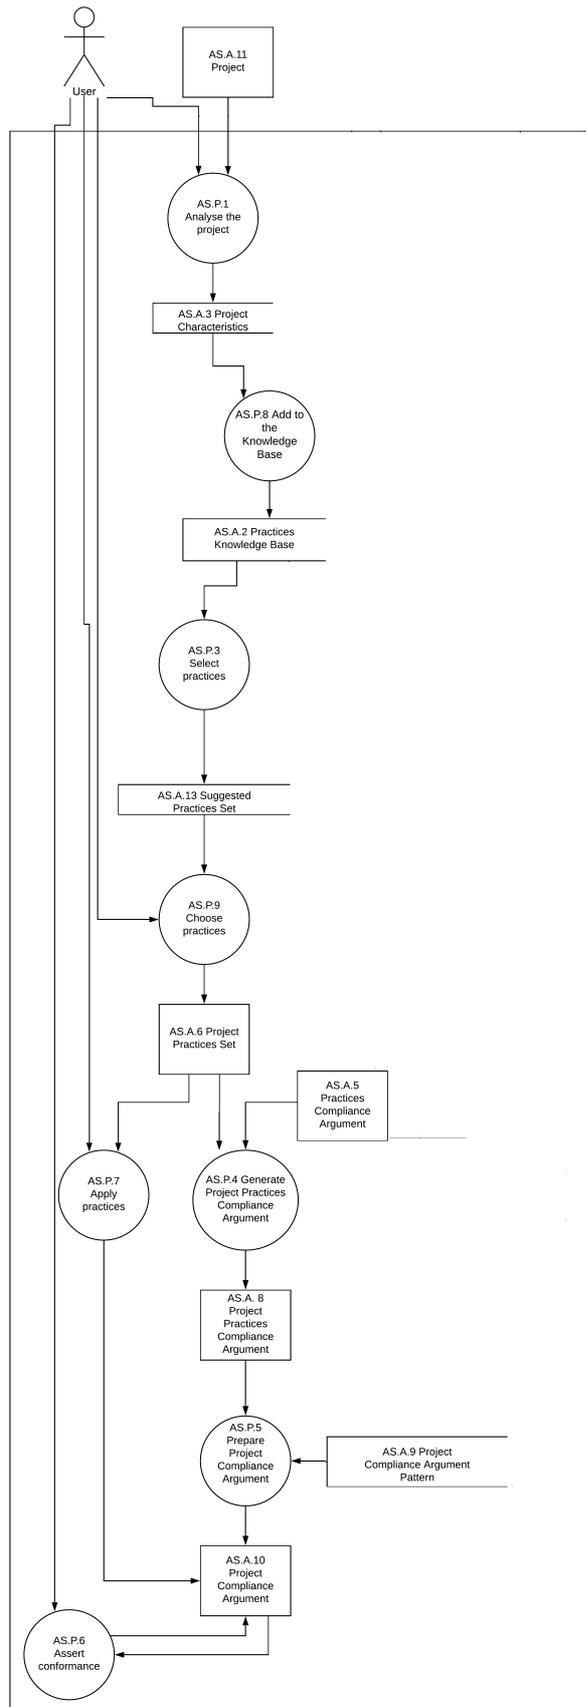 User
AS.A.11
Project
AS.P.1
Analyse the
project
AS.A.3 Project
Characteristics
AS.P.8 Add to
the
Knowledge
Base
AS.A.2 Practices
Knowledge Base
AS.P.3
Select
practices
AS.A.13 Suggested
Practices Set
AS.P.9
Choose
practices
AS.A.6 Project
Practices Set
AS.A.5
Practices
Compliance
Argument
AS.P.7
Apply
practices
AS.P.4 Generate
Project Practices
Compliance
Argument
AS.A. 8
Project
Practices
Compliance
Argument
AS.P.5
Prepare
Project
Compliance
Argument
AS.A.9 Project
Compliance Argument
Pattern
AS.A.10
Project
Compliance
Argument
AS.P.6
Assert
conformance